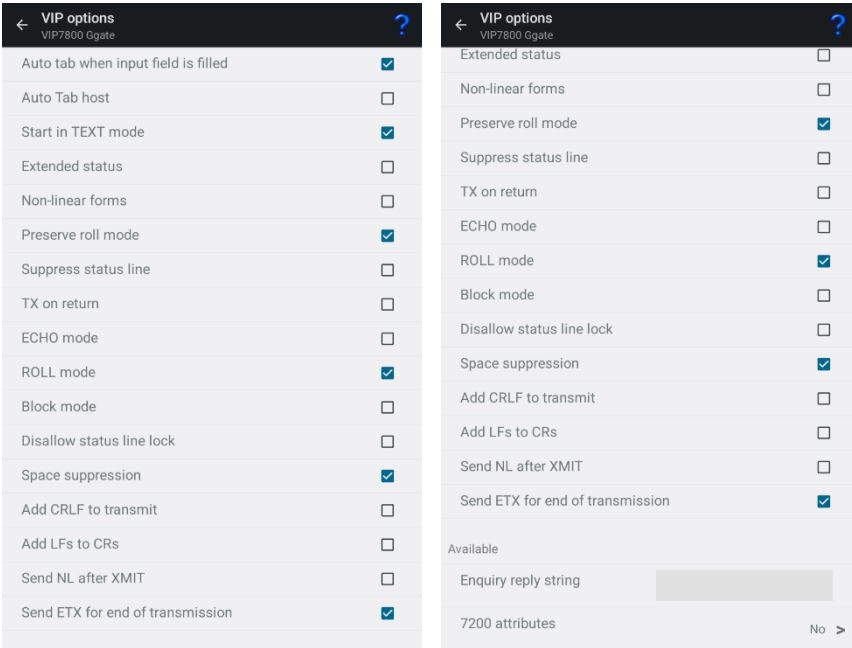 VIP options
VIP7800 Ggate
?
Auto tab when input field is filled
Auto Tab host
Start in TEXT mode
Extended status
Non-linear forms
Preserve roll mode
Suppress status line
TX on return
ECHO mode
ROLL mode
Block mode
Disallow status line lock
Space suppression
Add CRLF to transmit
Add LFs to CRs
Send NL after XMIT
Send ETX for end of transmission
VIP options
VIP7800 Ggate
?
Extended status
Non-linear forms
Preserve roll mode
Suppress status line
TX on return
ECHO mode
ROLL mode
Block mode
Disallow status line lock
Space suppression
Add CRLF to transmit
Add LFs to CRs
Send NL after XMIT
Send ETX for end of transmission
Available
Enquiry reply string
7200 attributes
No >